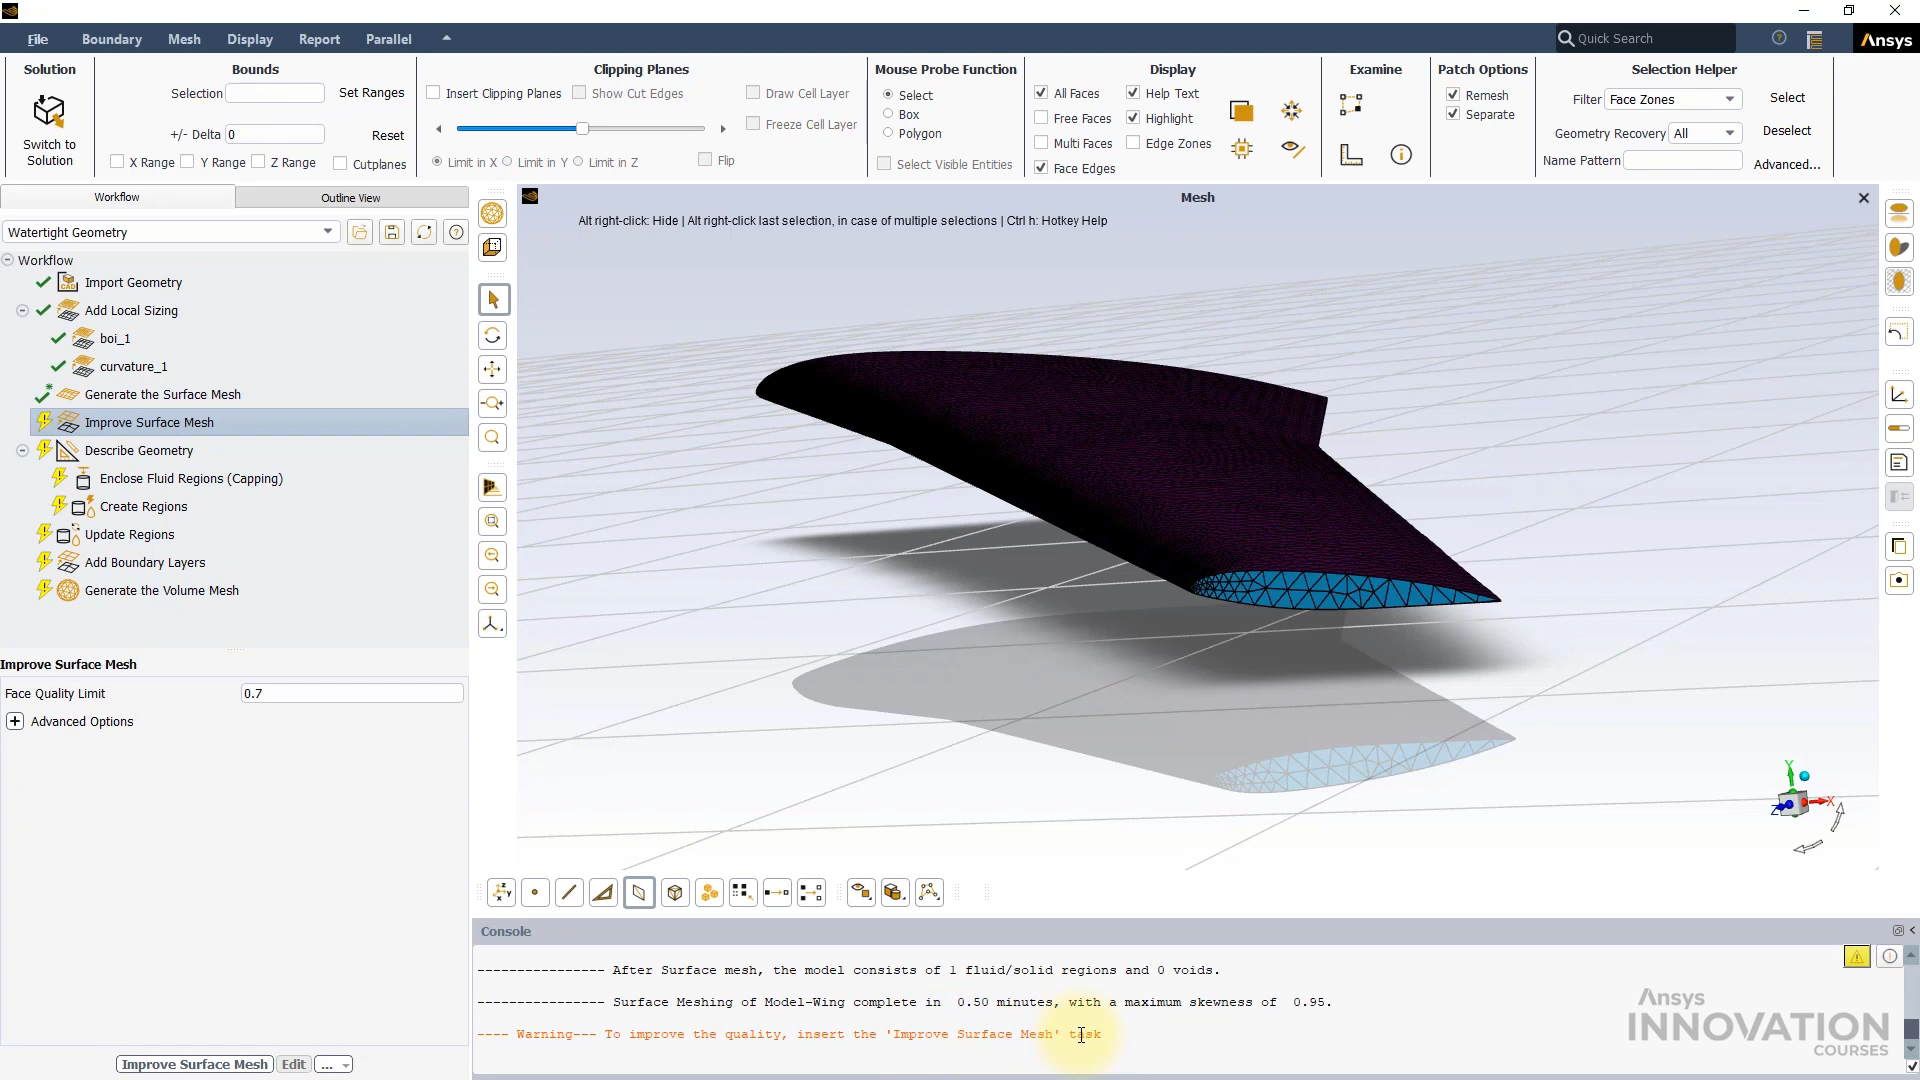 File
Boundary
Mesh
Display
Report
Parallel
Quick Search
Ansys
Solution
Switch to
Solution
Bounds
Selection
Set Ranges
+/- Delta 0
Reset
X Range
Y Range
Z Range
Cutplanes
Clipping Planes
Insert Clipping Planes
Show Cut Edges
Draw Cell Layer
Freeze Cell Layer
Limit in X
Limit in Y
Limit in Z
Flip
Mouse Probe Function
Select
Box
Polygon
Select Visible Entities
Display
All Faces
Help Text
Free Faces
Highlight
Multi Faces
Edge Zones
Face Edges
Examine
Patch Options
Remesh
Separate
Selection Helper
Filter Face Zones
Select
Geometry Recovery All
Deselect
Name Pattern
Advanced...
Workflow
Outline View
Watertight Geometry
Workflow
Import Geometry
Add Local Sizing
boi_1
curvature_1
Generate the Surface Mesh
Improve Surface Mesh
Describe Geometry
Enclose Fluid Regions (Capping)
Create Regions
Update Regions
Add Boundary Layers
Generate the Volume Mesh
Improve Surface Mesh
Face Quality Limit
0.7
Advanced Options
Improve Surface Mesh
Edit
...
Mesh
Alt right-click: Hide | Alt right-click last selection, in case of multiple selections | Ctrl h: Hotkey Help
Y
X
Z
Console
---------------- After Surface mesh, the model consists of 1 fluid/solid regions and 0 voids.
---------------- Surface Meshing of Model-Wing complete in 0.50 minutes, with a maximum skewness of 0.95.
---- Warning--- To improve the quality, insert the 'Improve Surface Mesh' task
Ansys
INNOVATION
COURSES